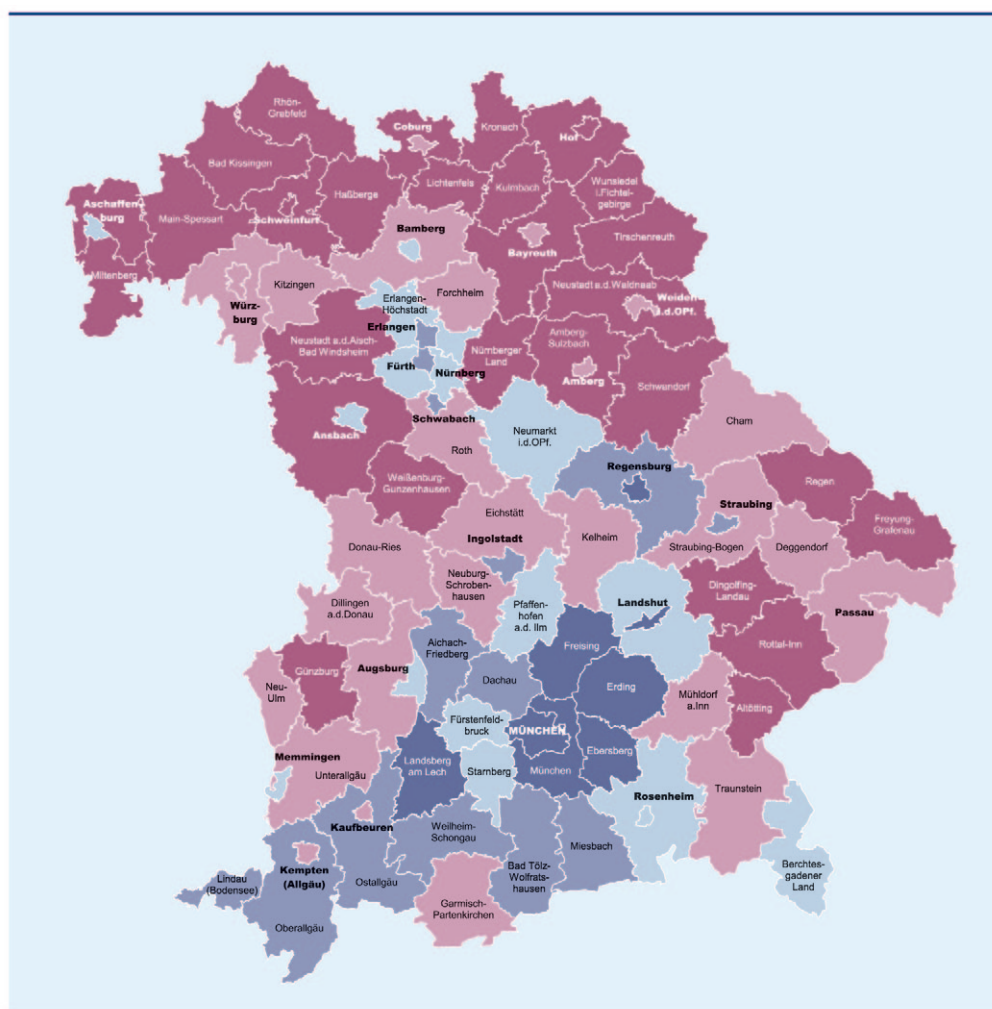 Rhön-
Grabfeld
Coburg
Kronach
Hof
Bad Kissingen
Lichtenfels
Kulmbach
Wunsiedel
i.Fichtel-
gebirge
Haßberge
Aschaffen-
burg
Main-Spessart
Schweinfurt
Bamberg
Tirschenreuth
Bayreuth
Miltenberg
Kitzingen
Forchheim
Neustadt a.d.Waldnaab
Würz-
burg
Erlangen-
Höchstadt
Weiden
i.d.OPf.
Erlangen
Neustadt a.d.Aisch-
Bad Windsheim
Nürnberger
Land
Amberg-
Sulzbach
Fürth
Nürnberg
Amberg
Schwandorf
Ansbach
Schwabach
Cham
Neumarkt
i.d.OPf.
Roth
Regensburg
Weißenburg-
Gunzenhausen
Regen
Straubing
Eichstätt
Freyung-
Grafenau
Ingolstadt
Kelheim
Donau-Ries
Straubing-Bogen
Deggendorf
Neuburg-
Schroben-
hausen
Dingolfing-
Landau
Dillingen
a.d.Donau
Pfaffen-
hofen
a.d. Ilm
Landshut
Passau
Aichach-
Friedberg
Freising
Rottel-Inn
Augsburg
Günzburg
Dachau
Neu-
Ulm
Erding
Mühldorf
a.Inn
Altötting
Fürstenfeld-
bruck
MÜNCHEN
Memmingen
Ebersberg
Landsberg
am Lech
Starnberg
München
Unterallgäu
Traunstein
Rosenheim
Kaufbeuren
Weilheim-
Schongau
Miesbach
Kempten
(Allgäu)
Bad Tölz-
Wolfrats-
hausen
Berchtes-
gadener
Land
Lindau
(Bodensee)
Ostallgäu
Garmisch-
Partenkirchen
Oberallgäu